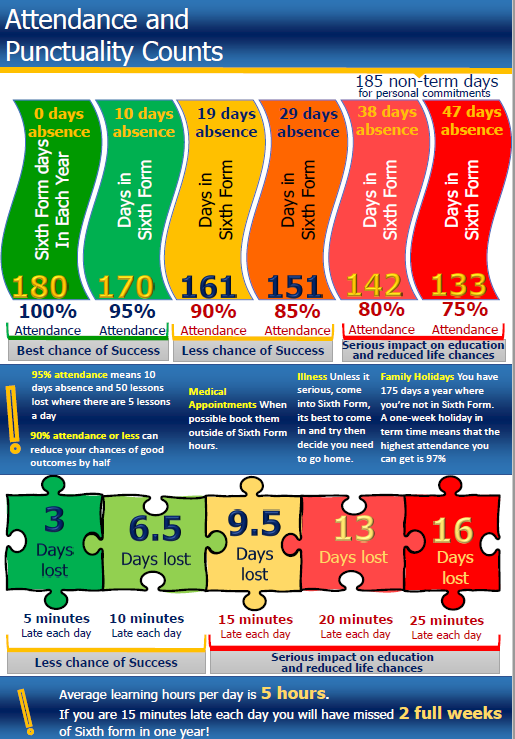 Attendance and
Punctuality Counts
185 non-term days
for personal commitments
0 days
absence
10 days
absence
19 days
absence
29 days
absence
38 days
absence
47 days
absence
Sixth Form days
In Each Year
Days in
Sixth Form
Days in
Sixth Form
Days in
Sixth Form
Days in
Sixth Form
Days in
Sixth Form
180
170
161
151
142
133
100%
Attendance
95%
Attendance
90%
Attendance
85%
Attendance
80%
Attendance
75%
Attendance
Best chance of Success
Less chance of Success
Serious impact on education
and reduced life chances
!
95% attendance means 10
days absence and 50 lessons
lost where there are 5 lessons
a day
90% attendance or less can
reduce your chances of good
outcomes by half
Medical
Appointments When
possible book them
outside of Sixth Form
hours.
Illness Unless it
serious, come
into Sixth Form,
its best to come
in and try then
decide you need
to go home.
Family Holidays You have
175 days a year where
you're not in Sixth Form.
A one-week holiday in
term time means that the
highest attendance you
can get is 97%
3
Days
lost
6.5
Days lost
9.5
Days
lost
13
Days lost
16
Days
lost
5 minutes
Late each day
10 minutes
Late each day
15 minutes
Late each day
20 minutes
Late each day
25 minutes
Late each day
Less chance of Success
Serious impact on education
and reduced life chances
!
Average learning hours per day is 5 hours.
If you are 15 minutes late each day you will have missed 2 full weeks
of Sixth form in one year!